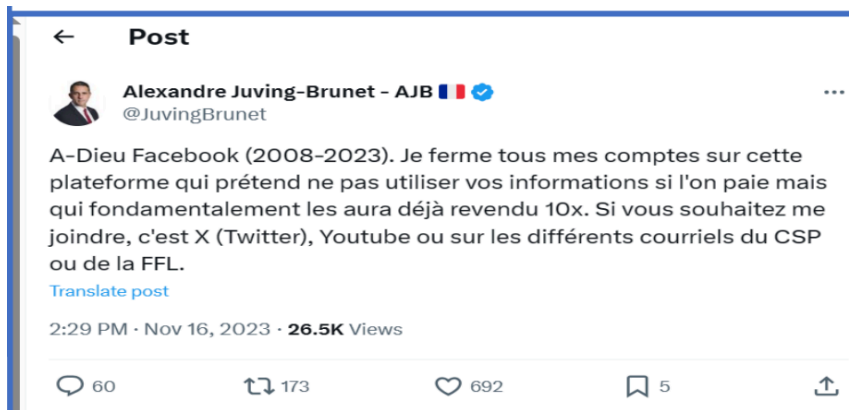 ← Post
Alexandre Juving-Brunet - AJB 🇫🇷
@JuvingBrunet
...
A-Dieu Facebook (2008-2023). Je ferme tous mes comptes sur cette
plateforme qui prétend ne pas utiliser vos informations si l'on paie mais
qui fondamentalement les aura déjà revendu 10x. Si vous souhaitez me
joindre, c'est X (Twitter), Youtube ou sur les différents courriels du CSP
ou de la FFL.
Translate post
2:29 PM · Nov 16, 2023 · 26.5K Views
60 173 692 5